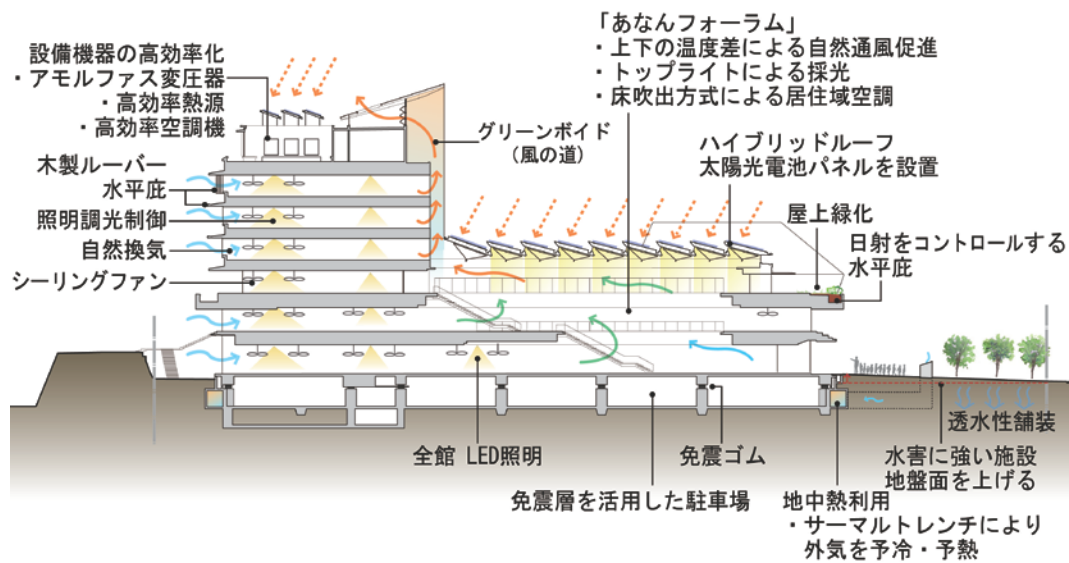 設備機器の高効率化
・アモルファス変圧器
・高効率熱源
・高効率空調機
木製ルーバー
水平庇
照明調光制御
自然換気
シーリングファン
グリーンボイド
(風の道)
「あなんフォーラム」
・上下の温度差による自然通風促進
・トップライトによる採光
・床吹出方式による居住域空調
ハイブリッドルーフ
太陽光電池パネルを設置
屋上緑化
日射をコントロールする
水平庇
全館 LED照明
免震ゴム
免震層を活用した駐車場
透水性舗装
水害に強い施設
地盤面を上げる
地中熱利用
・サーマルトレンチにより
外気を予冷・予熱